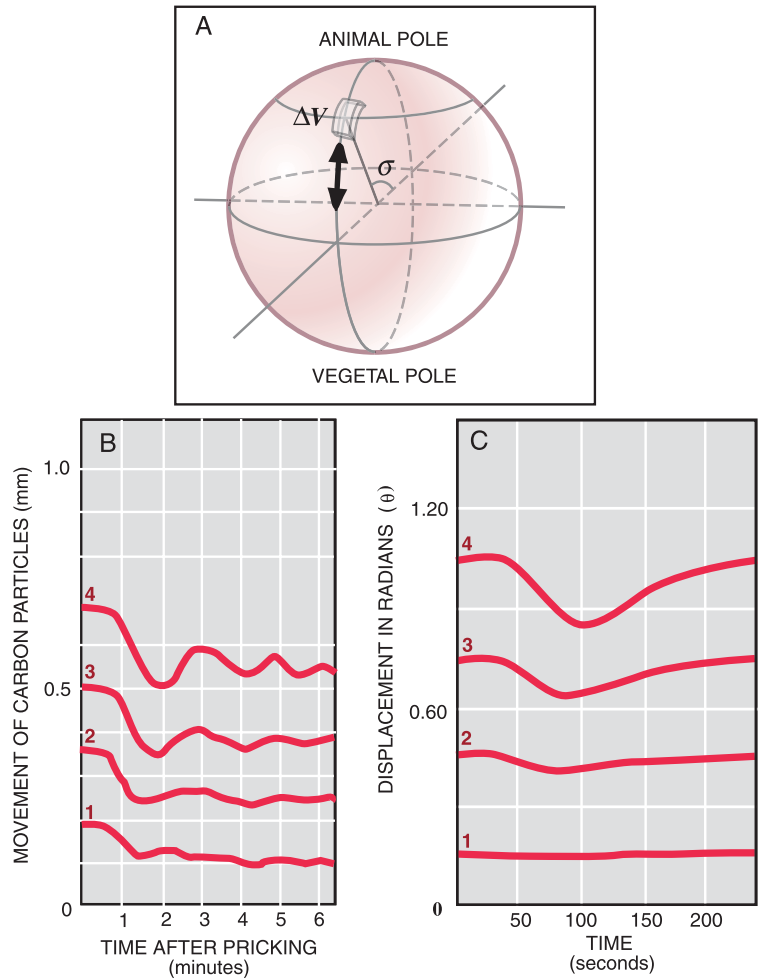 A
ANIMAL POLE
ΔV
σ
VEGETAL POLE
B
MOVEMENT OF CARBON PARTICLES (mm)
1.0
0.5
0
4
3
2
1
1 2 3 4 5 6
TIME AFTER PRICKING
(minutes)
C
DISPLACEMENT IN RADIANS (θ)
1.20
0.60
0
4
3
2
1
50 100 150 200
TIME
(seconds)